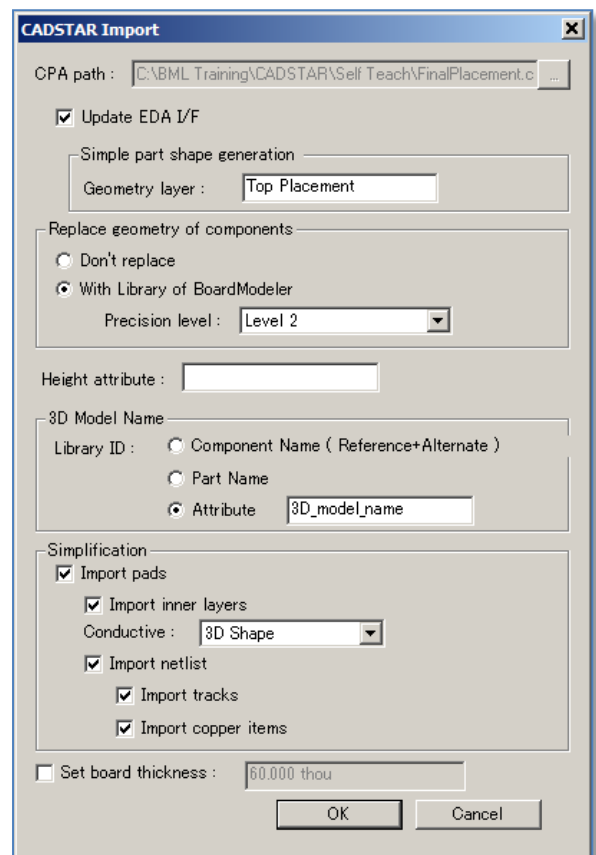 CADSTAR Import
CPA path : C:\BML Training\CADSTAR\Self Teach\FinalPlacement.c ...
Update EDA I/F
Simple part shape generation
Geometry layer : Top Placement
Replace geometry of components
Don't replace
With Library of BoardModeler
Precision level : Level 2
Height attribute :
3D Model Name
Library ID : Component Name ( Reference+Alternate )
Part Name
Attribute 3D_model_name
Simplification
Import pads
Import inner layers
Conductive : 3D Shape
Import netlist
Import tracks
Import copper items
Set board thickness : 60.000 thou
OK Cancel